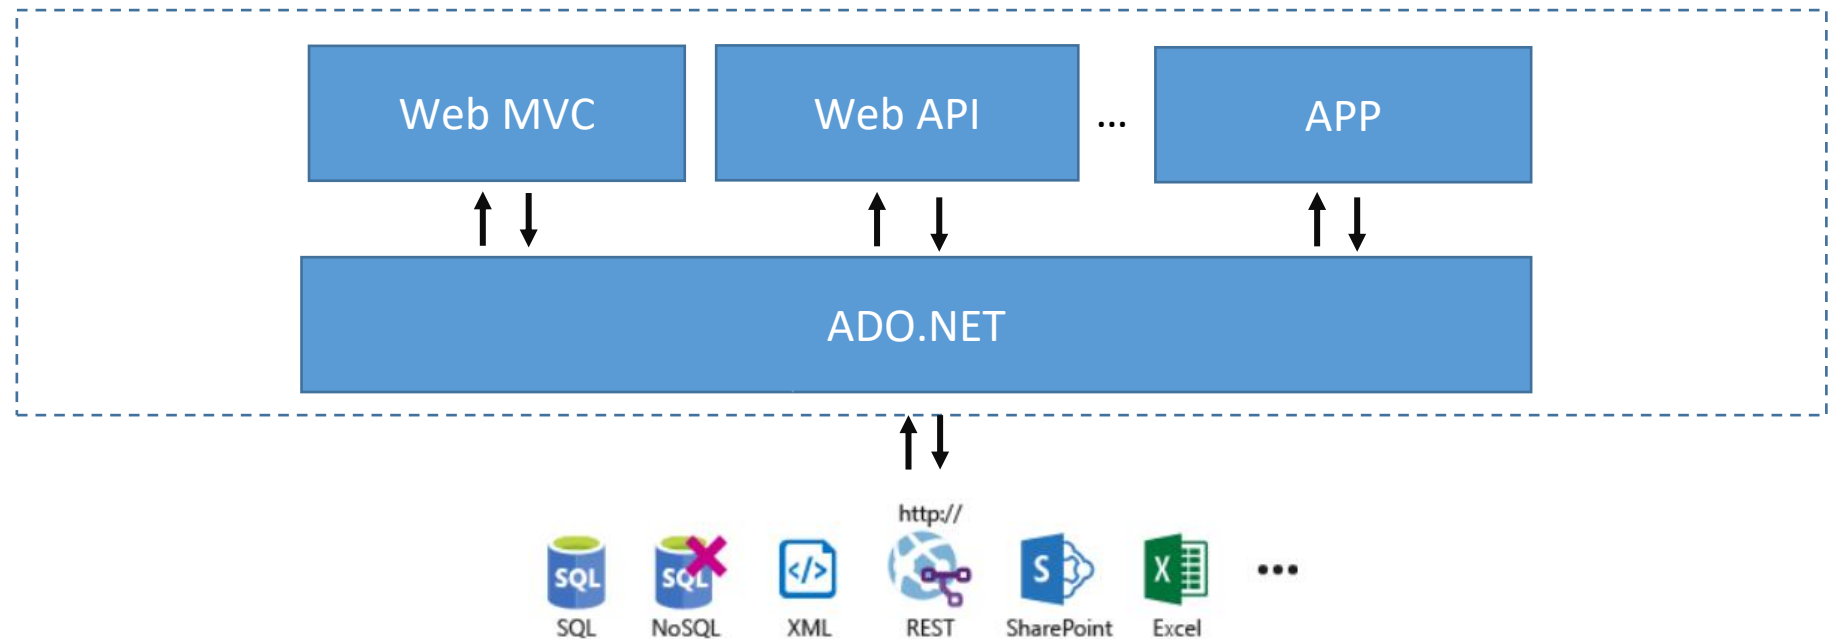 Web MVC
Web API
...
APP
ADO.NET
http://
SQL
SQL
</>
S
X
...
SQL
NoSQL
XML
REST
SharePoint
Excel